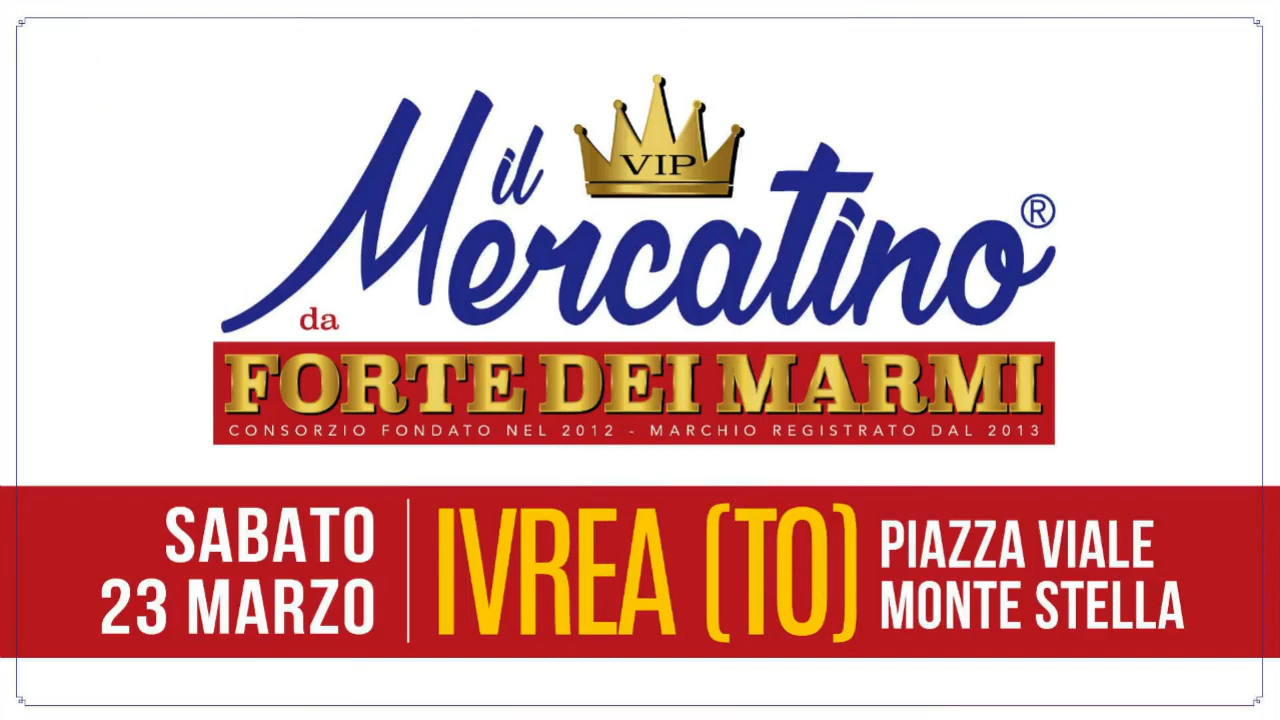 VIP
il
Mercatino®
da
FORTE DEI MARMI
CONSORZIO FONDATO NEL 2012 - MARCHIO REGISTRATO DAL 2013
SABATO
23 MARZO
IVREA (TO)
PIAZZA VIALE
MONTE STELLA